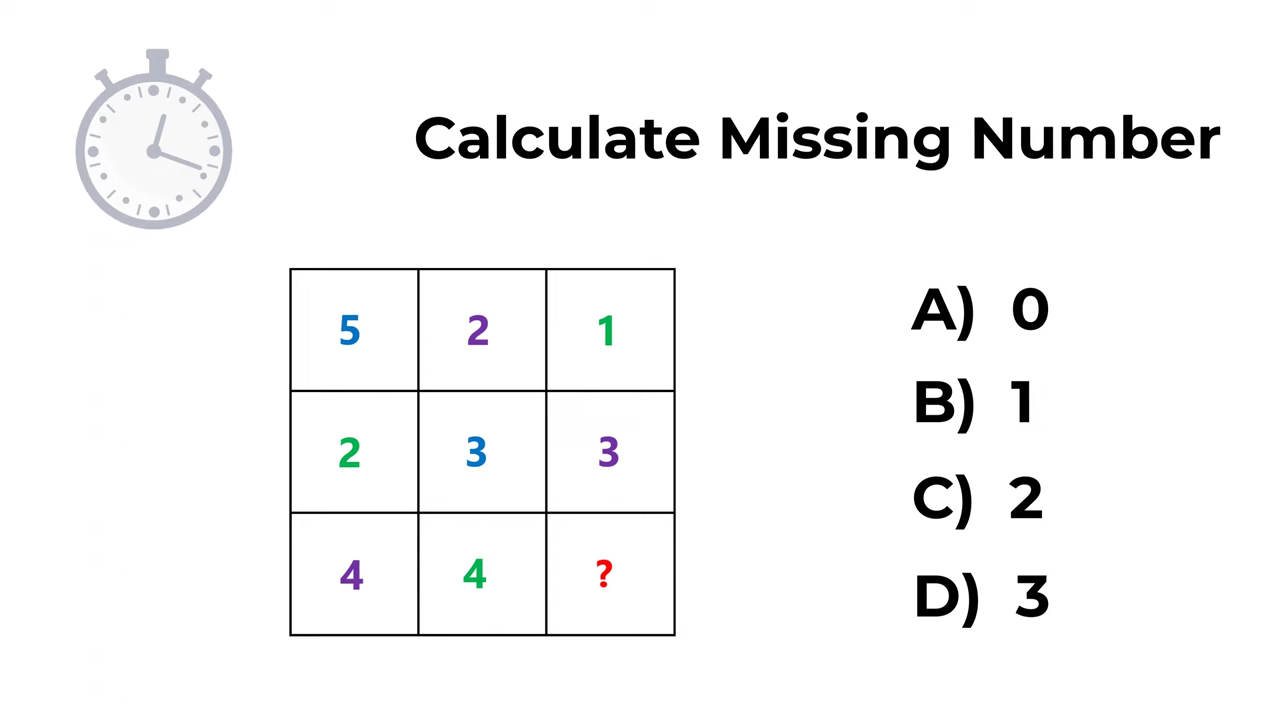 Calculate Missing Number
5 2 1
2 3 3
4 4 ?
A) 0
B) 1
C) 2
D) 3